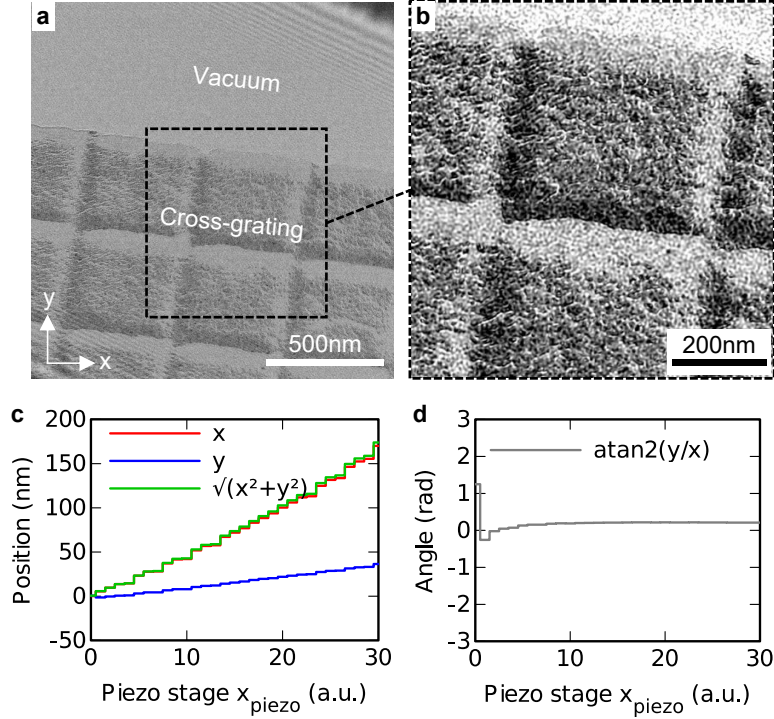 a
Vacuum
Cross-grating
y
x
500nm
b
200nm
c
200
150
100
50
0
-50
Position (nm)
x
y
√(x²+y²)
0
10
20
30
Piezo stage x_piezo (a.u.)
d
3
2
1
0
-1
-2
-3
Angle (rad)
atan2(y/x)
0
10
20
30
Piezo stage x_piezo (a.u.)